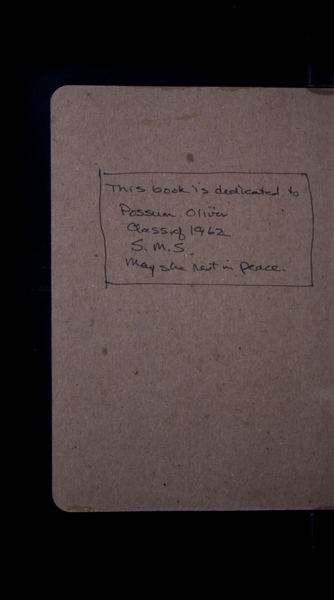 This book is dedicated to
Possum Oliver
Class of 1962
S. M. S.
May she rest in peace.